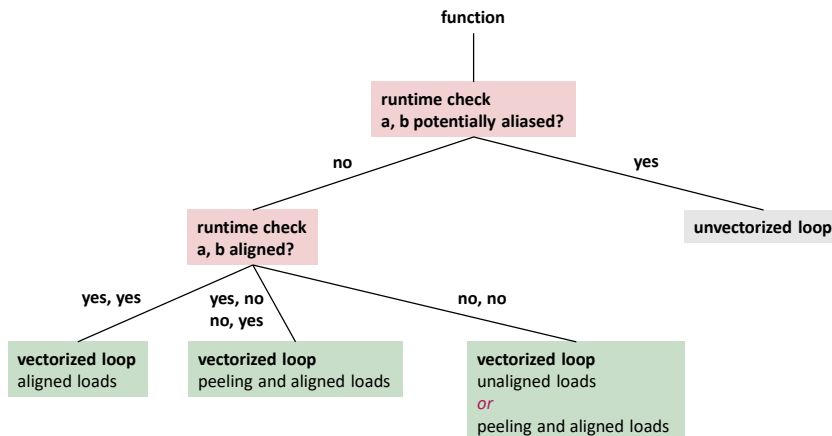 function
runtime check
a, b potentially aliased?
no
yes
runtime check
a, b aligned?
unvectorized loop
yes, yes
yes, no
no, yes
no, no
vectorized loop
aligned loads
vectorized loop
peeling and aligned loads
vectorized loop
unaligned loads
or
peeling and aligned loads